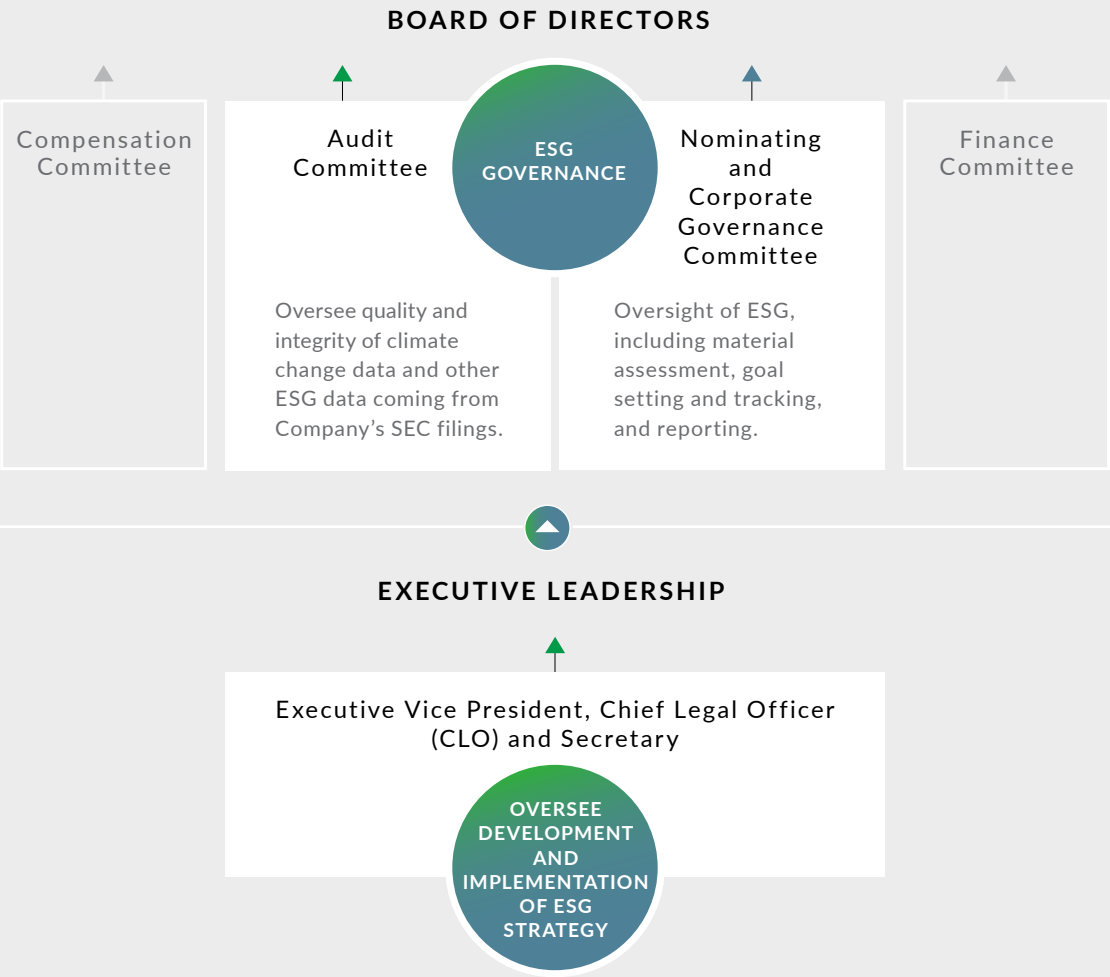 BOARD OF DIRECTORS
Compensation
Committee
Audit
Committee
ESG
GOVERNANCE
Nominating
and
Corporate
Governance
Committee
Finance
Committee
Oversee quality and
integrity of climate
change data and other
ESG data coming from
Company’s SEC filings.
Oversight of ESG,
including material
assessment, goal
setting and tracking,
and reporting.
EXECUTIVE LEADERSHIP
Executive Vice President, Chief Legal Officer
(CLO) and Secretary
OVERSEE
DEVELOPMENT
AND
IMPLEMENTATION
OF ESG
STRATEGY